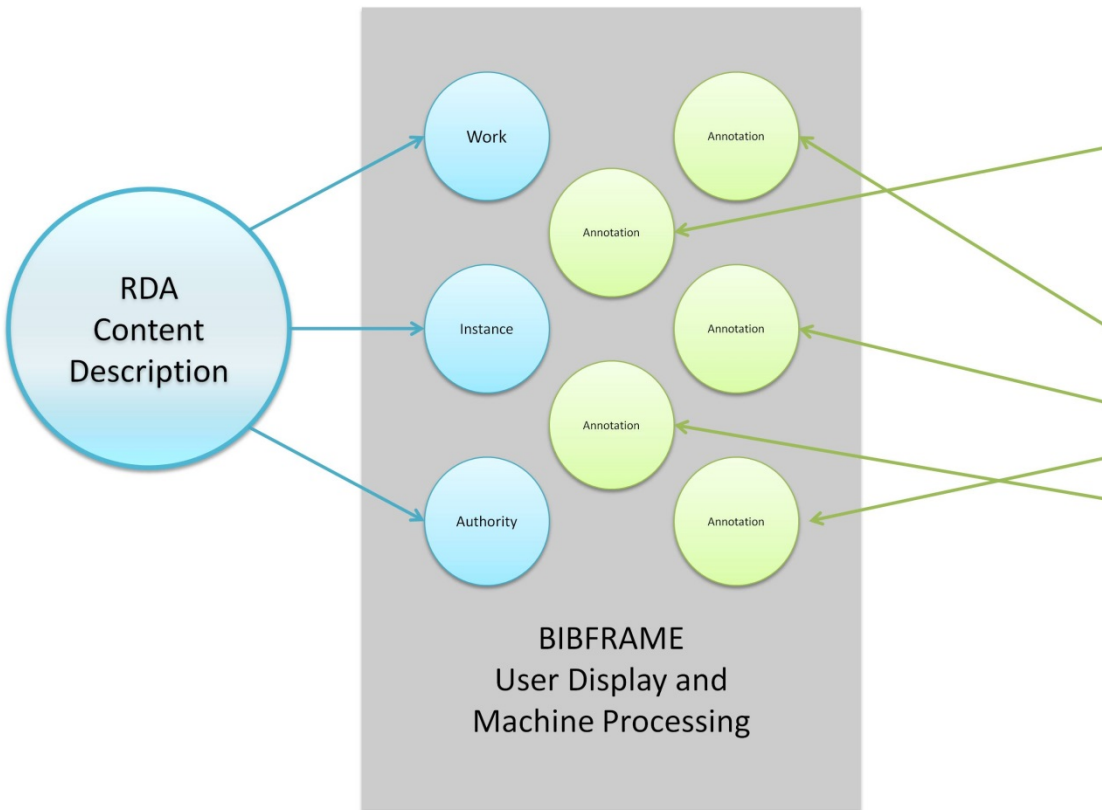 RDA
Content
Description
Work
Annotation
Annotation
Instance
Annotation
Annotation
Authority
Annotation
BIBFRAME
User Display and
Machine Processing